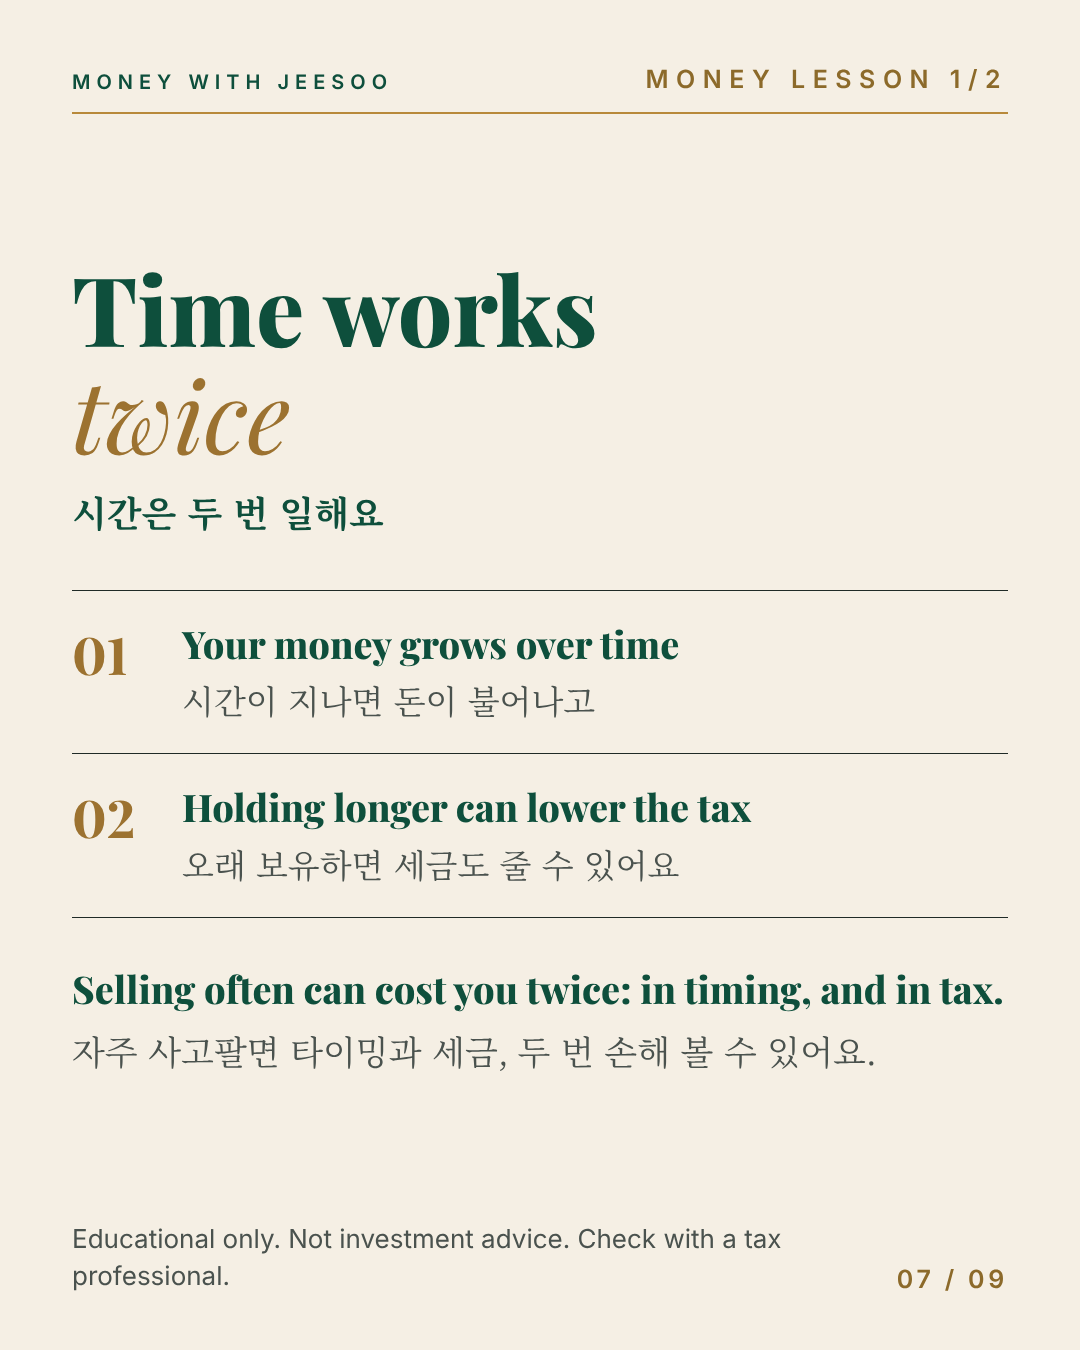 MONEY WITH JEESOO
MONEY LESSON 1/2
Time works
twice
시간은 두 번 일해요
01
Your money grows over time
시간이 지나면 돈이 불어나고
02
Holding longer can lower the tax
오래 보유하면 세금도 줄 수 있어요
Selling often can cost you twice: in timing, and in tax.
자주 사고팔면 타이밍과 세금, 두 번 손해 볼 수 있어요.
Educational only. Not investment advice. Check with a tax
professional.
07 / 09